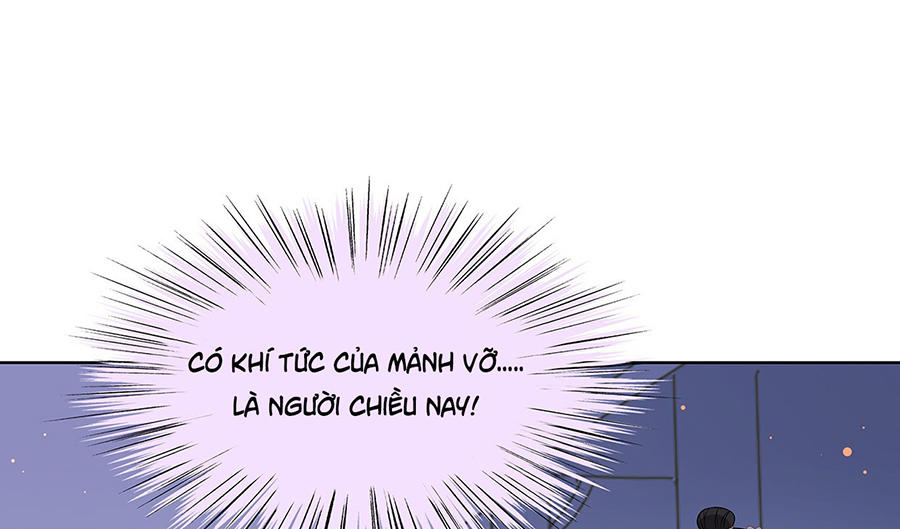 CÓ KHÍ TỨC CỦA MẢNH VỠ.....
LÀ NGƯỜI CHIỀU NAY!